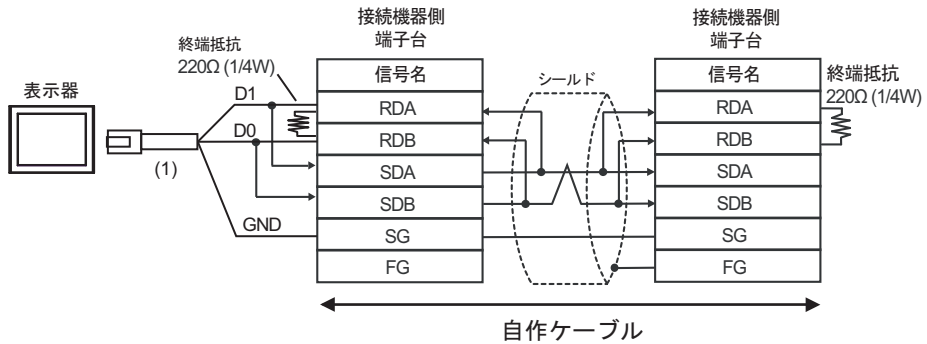 接続機器側
端子台
接続機器側
端子台
終端抵抗
220Ω (1/4W)
信号名
シールド
信号名
終端抵抗
220Ω (1/4W)
表示器
D1
RDA
RDA
D0
RDB
RDB
(1)
SDA
SDA
SDB
SDB
GND
SG
SG
FG
FG
自作ケーブル